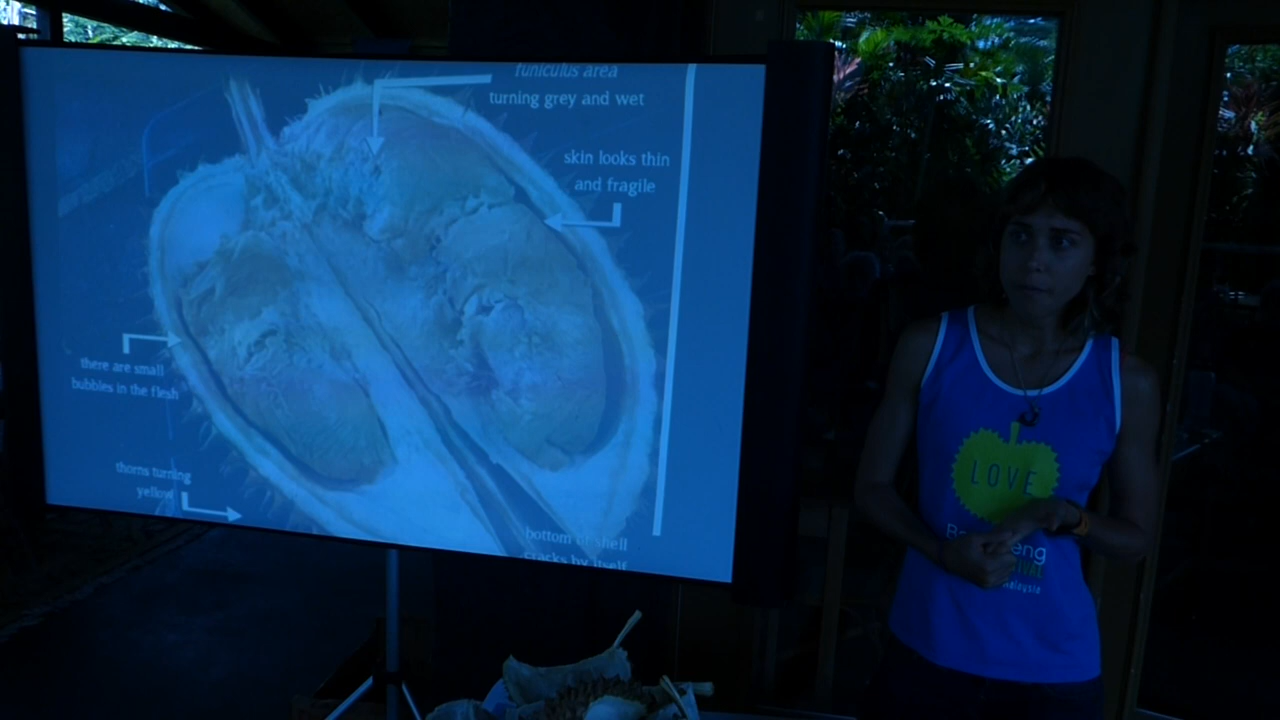 funiculus area
turning grey and wet
skin looks thin
and fragile
there are small
bubbles in the flesh
thorns turning
yellow
bottom of shell
cracks by itself
LOVE